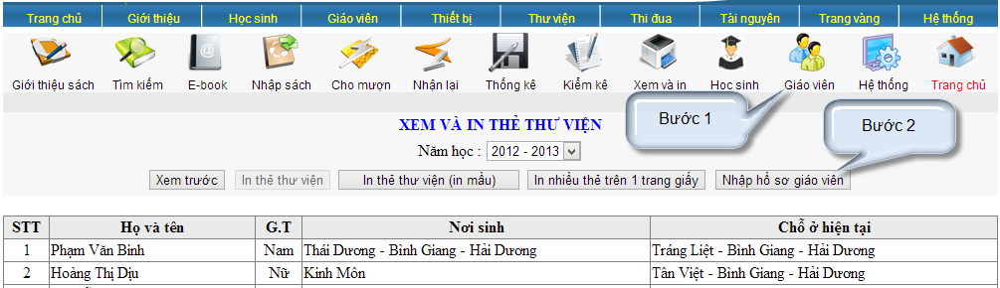 Trang chủ Giới thiệu Học sinh Giáo viên Thiết bị Thư viện Thi đua Tài nguyên Trang vàng Hệ thống
Giới thiệu sách Tìm kiếm E-book Nhập sách Cho mượn Nhận lại Thống kê Kiểm kê Xem và in Học sinh Giáo viên Hệ thống Trang chủ
Bước 1
Bước 2
XEM VÀ IN THẺ THƯ VIỆN
Năm học : 2012 - 2013
Xem trước In thẻ thư viện In thẻ thư viện (in mầu) In nhiều thẻ trên 1 trang giấy Nhập hồ sơ giáo viên
STT Họ và tên G.T Nơi sinh Chỗ ở hiện tại
1 Phạm Văn Binh Nam Thái Dương - Bình Giang - Hải Dương Tráng Liệt - Bình Giang - Hải Dương
2 Hoàng Thị Dịu Nữ Kinh Môn Tân Việt - Bình Giang - Hải Dương